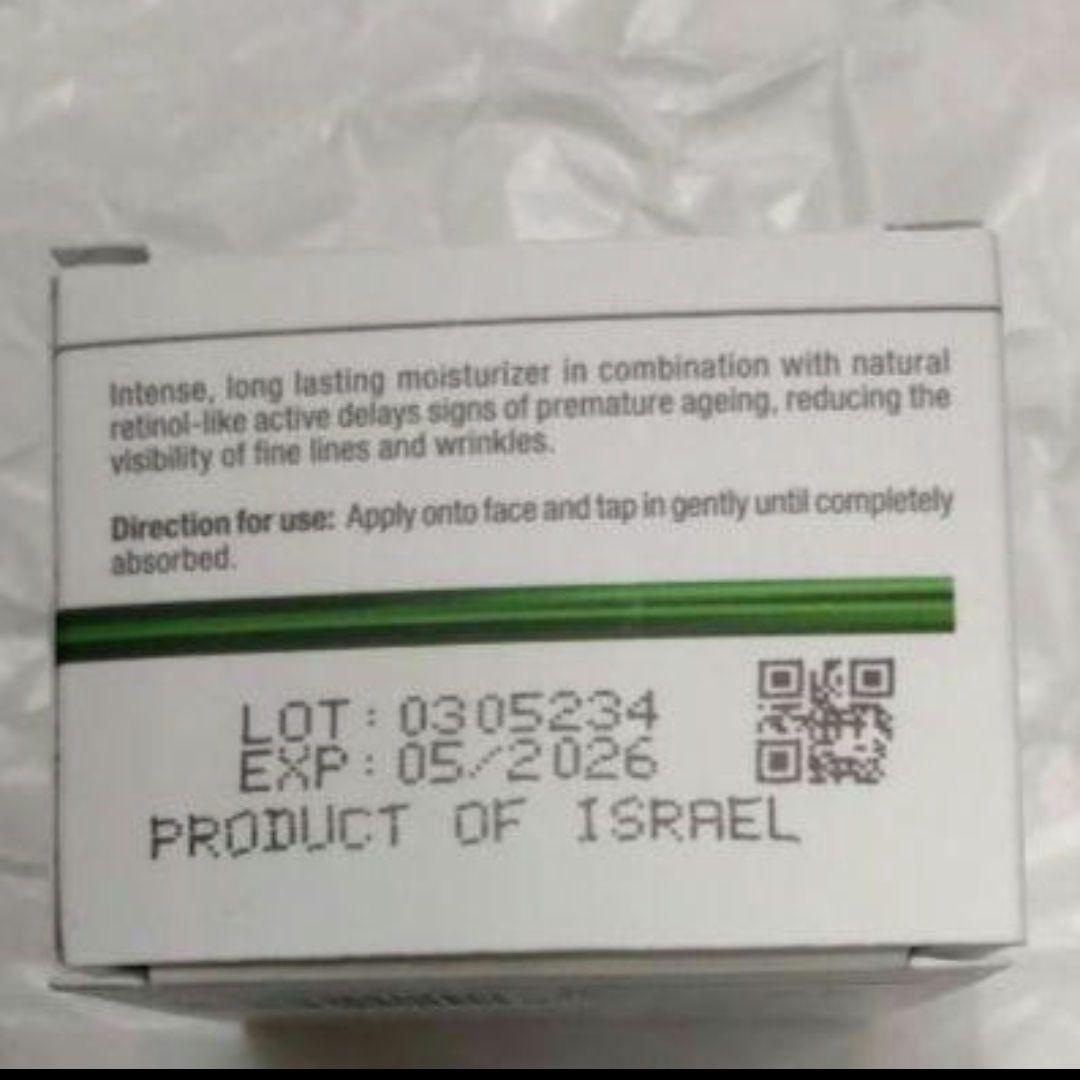 Intense, long lasting moisturizer in combination with natural
retinol-like active delays signs of premature ageing, reducing the
visibility of fine lines and wrinkles.
Direction for use: Apply onto face and tap in gently until completely
absorbed.
LOT: 0305234
EXP: 05/2026
PRODUCT OF ISRAEL